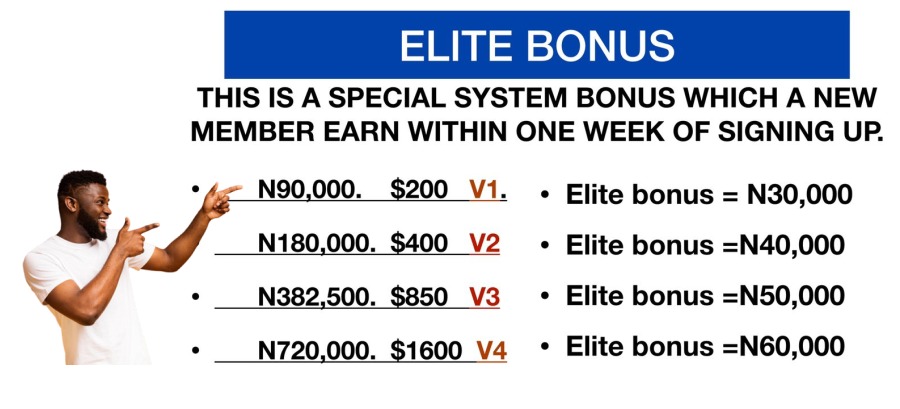 ELITE BONUS
THIS IS A SPECIAL SYSTEM BONUS WHICH A NEW
MEMBER EARN WITHIN ONE WEEK OF SIGNING UP.
• N90,000. $200 V1.
N180,000. $400 V2
• N382,500. $850 V3
• N720,000. $1600 V4
• Elite bonus = N30,000
• Elite bonus =N40,000
• Elite bonus =N50,000
• Elite bonus =N60,000